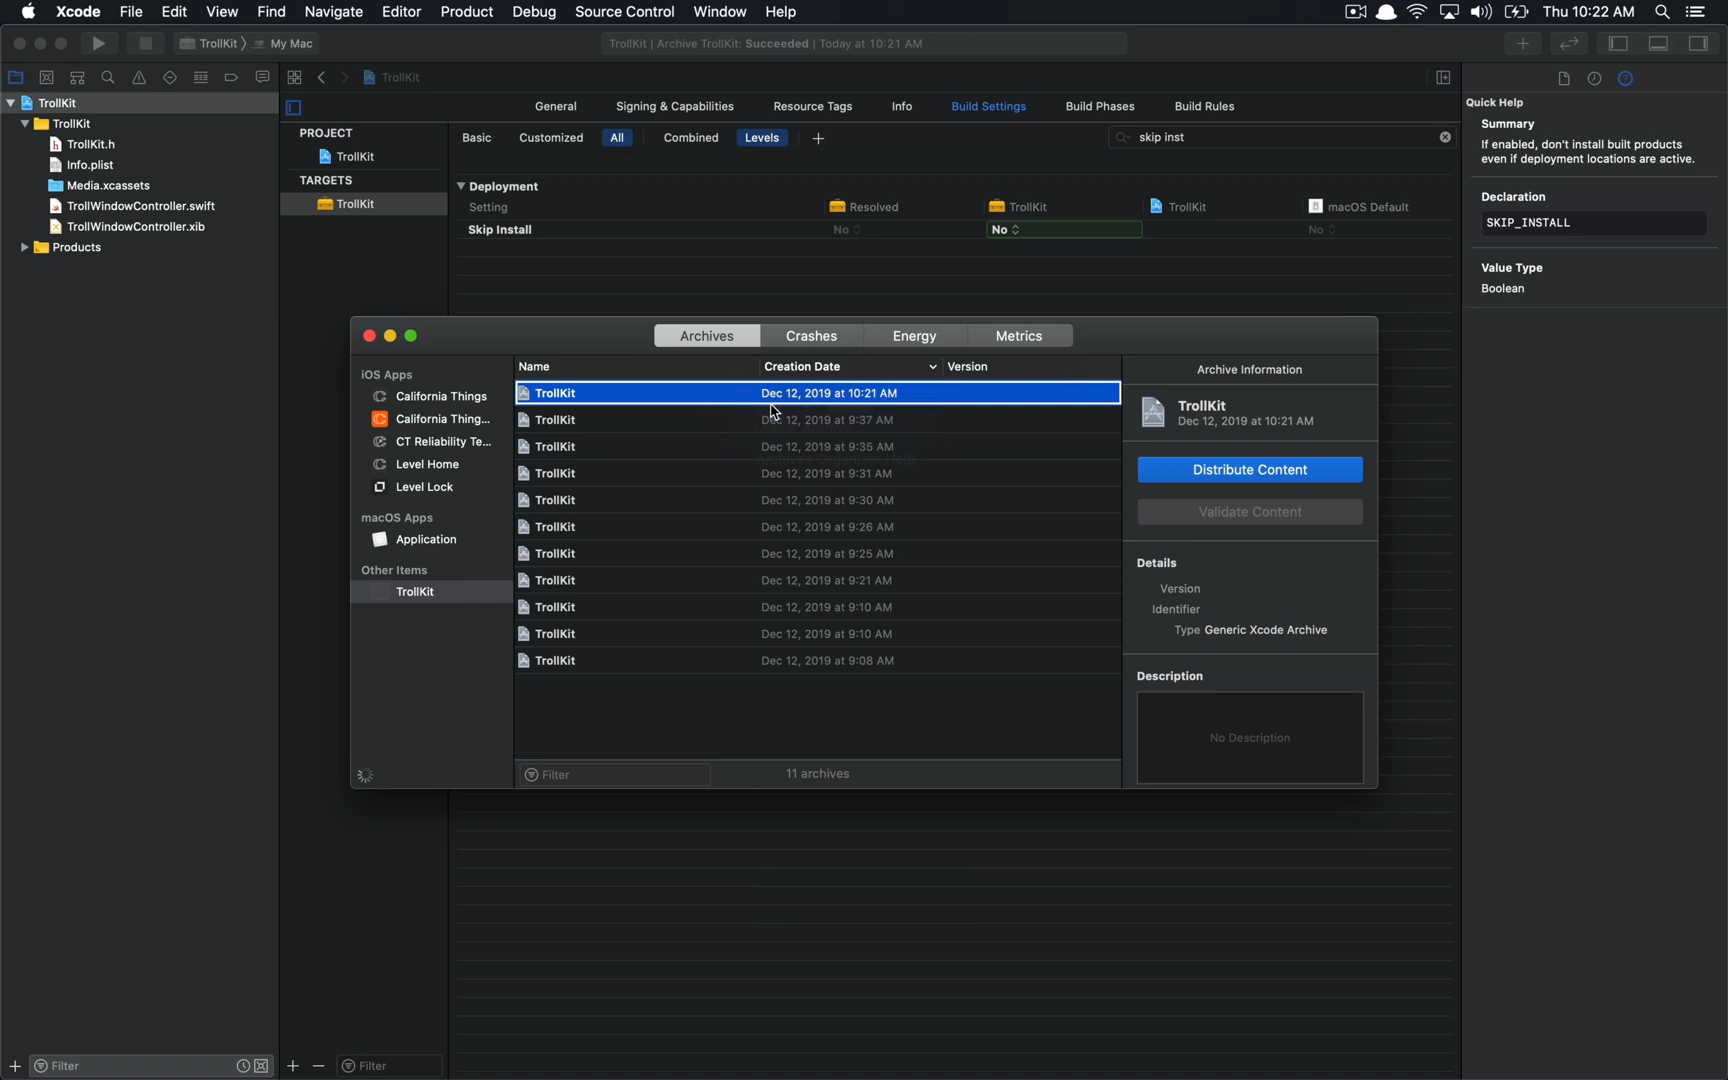 Xcode File Edit View Find Navigate Editor Product Debug Source Control Window Help Thu 10:22 AM
TrollKit My Mac TrollKit | Archive TrollKit: Succeeded | Today at 10:21 AM
TrollKit
TrollKit
TrollKit
TrollKit.h
Info.plist
Media.xcassets
TrollWindowController.swift
TrollWindowController.xib
Products
General Signing & Capabilities Resource Tags Info Build Settings Build Phases Build Rules
PROJECT
TrollKit
TARGETS
TrollKit
Basic Customized All Combined Levels skip inst
Deployment
Setting Resolved TrollKit TrollKit macOS Default
Skip Install No No No
Quick Help
Summary
If enabled, don't install built products
even if deployment locations are active.
Declaration
SKIP_INSTALL
Value Type
Boolean
Archives Crashes Energy Metrics
iOS Apps
California Things
California Thing...
CT Reliability Te...
Level Home
Level Lock
macOS Apps
Application
Other Items
TrollKit
Name Creation Date Version
TrollKit Dec 12, 2019 at 10:21 AM
TrollKit Dec 12, 2019 at 9:37 AM
TrollKit Dec 12, 2019 at 9:35 AM
TrollKit Dec 12, 2019 at 9:31 AM
TrollKit Dec 12, 2019 at 9:30 AM
TrollKit Dec 12, 2019 at 9:26 AM
TrollKit Dec 12, 2019 at 9:25 AM
TrollKit Dec 12, 2019 at 9:21 AM
TrollKit Dec 12, 2019 at 9:10 AM
TrollKit Dec 12, 2019 at 9:10 AM
TrollKit Dec 12, 2019 at 9:08 AM
Filter 11 archives
Archive Information
TrollKit
Dec 12, 2019 at 10:21 AM
Distribute Content
Validate Content
Details
Version
Identifier
Type Generic Xcode Archive
Description
No Description
Filter Filter